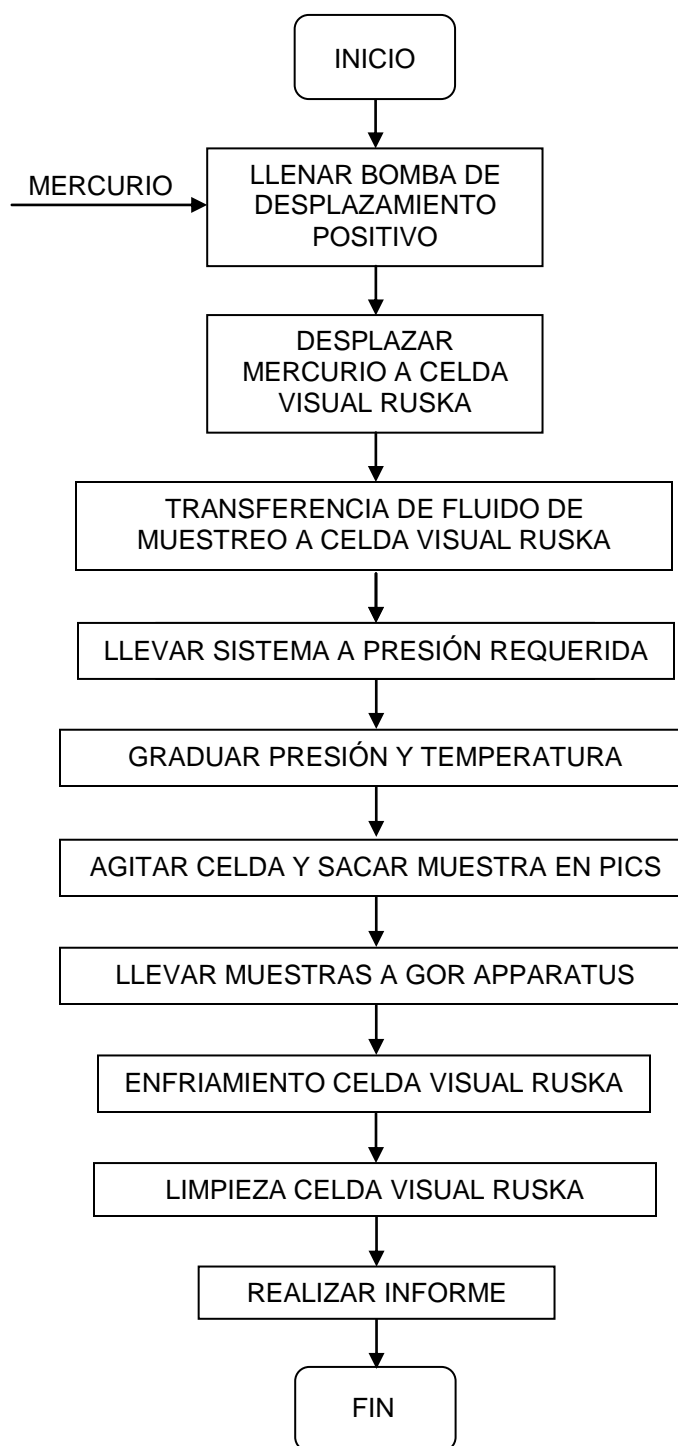 INICIO
MERCURIO
LLENAR BOMBA DE
DESPLAZAMIENTO
POSITIVO
DESPLAZAR
MERCURIO A CELDA
VISUAL RUSKA
TRANSFERENCIA DE FLUIDO DE
MUESTREO A CELDA VISUAL RUSKA
LLEVAR SISTEMA A PRESIÓN REQUERIDA
GRADUAR PRESIÓN Y TEMPERATURA
AGITAR CELDA Y SACAR MUESTRA EN PICS
LLEVAR MUESTRAS A GOR APPARATUS
ENFRIAMIENTO CELDA VISUAL RUSKA
LIMPIEZA CELDA VISUAL RUSKA
REALIZAR INFORME
FIN